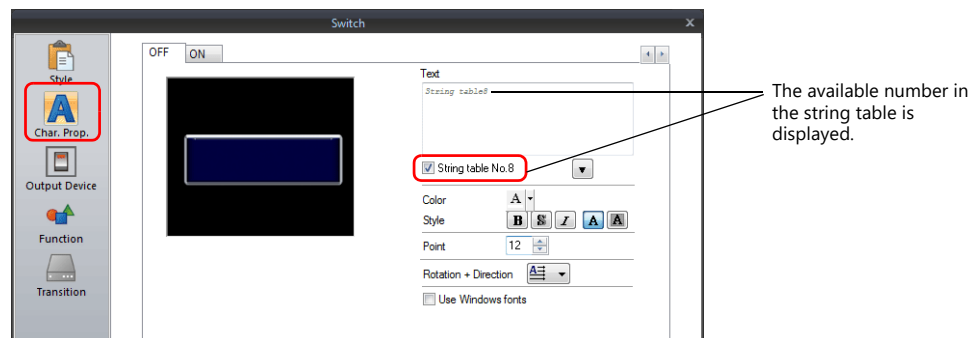 Switch
x
Style
Char. Prop.
Output Device
Function
Transition
OFF
ON
Text
String table8
String table No.8
Color
A
Style
B S I A A
Point
12
Rotation + Direction
A
Use Windows fonts
The available number in
the string table is
displayed.